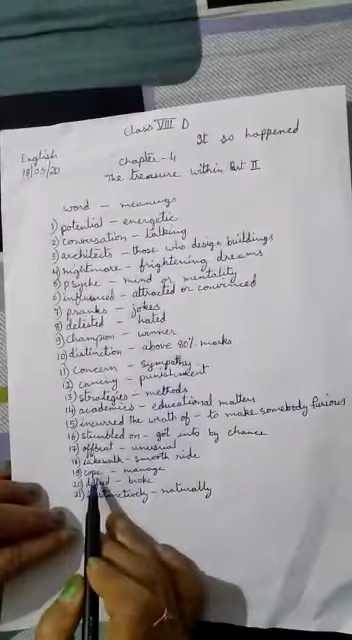 Class VIII D
English
It so happened
18/09/20
Chapter-4
The treasure within Part II
word - meanings
1) potential - energetic
2) conversation - talking
3) architects - those who design buildings
4) nightmare - frightening dreams
5) psyche - mind or mentality
6) influenced - attracted or convinced
7) pranks - jokes
8) detested - hated
9) champion - winner
10) distinction - above 80% marks
11) concern - sympathy
12) caning - punishment
13) strategies - methods
14) academics - educational matters
15) incurred the wrath of - to make somebody furious
16) stumbled on - got into by chance
17) offbeat - unusual
18) cakewalk - smooth ride
19) cope - manage
20) - broke
21) instinctively - naturally